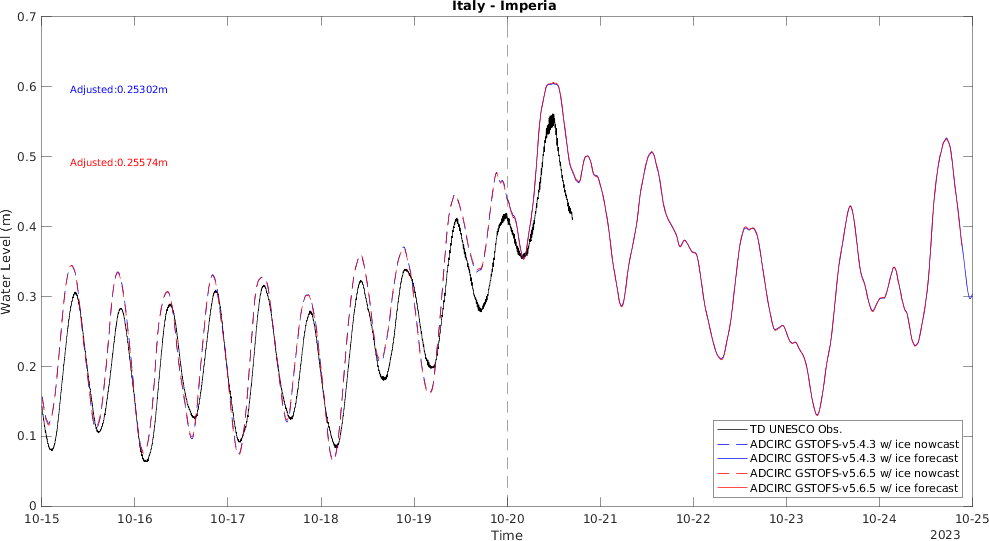 Italy - Imperia
0.7
0.6
0.5
0.4
0.3
0.2
0.1
0
Water Level (m)
Adjusted:0.25302m
Adjusted:0.25574m
TD UNESCO Obs.
ADCIRC GSTOFS-v5.4.3 w/ ice nowcast
ADCIRC GSTOFS-v5.4.3 w/ ice forecast
ADCIRC GSTOFS-v5.6.5 w/ ice nowcast
ADCIRC GSTOFS-v5.6.5 w/ ice forecast
10-15 10-16 10-17 10-18 10-19 10-20 10-21 10-22 10-23 10-24 10-25
Time
2023